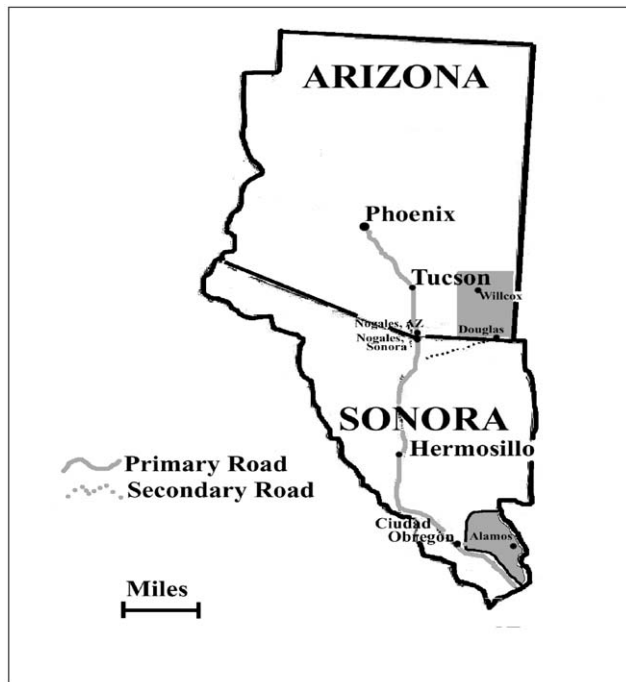 ARIZONA
Phoenix
Tucson
Willcox
Nogales, AZ
Douglas
Nogales,
Sonora
SONORA
Hermosillo
Primary Road
Secondary Road
Ciudad
Obregon
Alamos
Miles